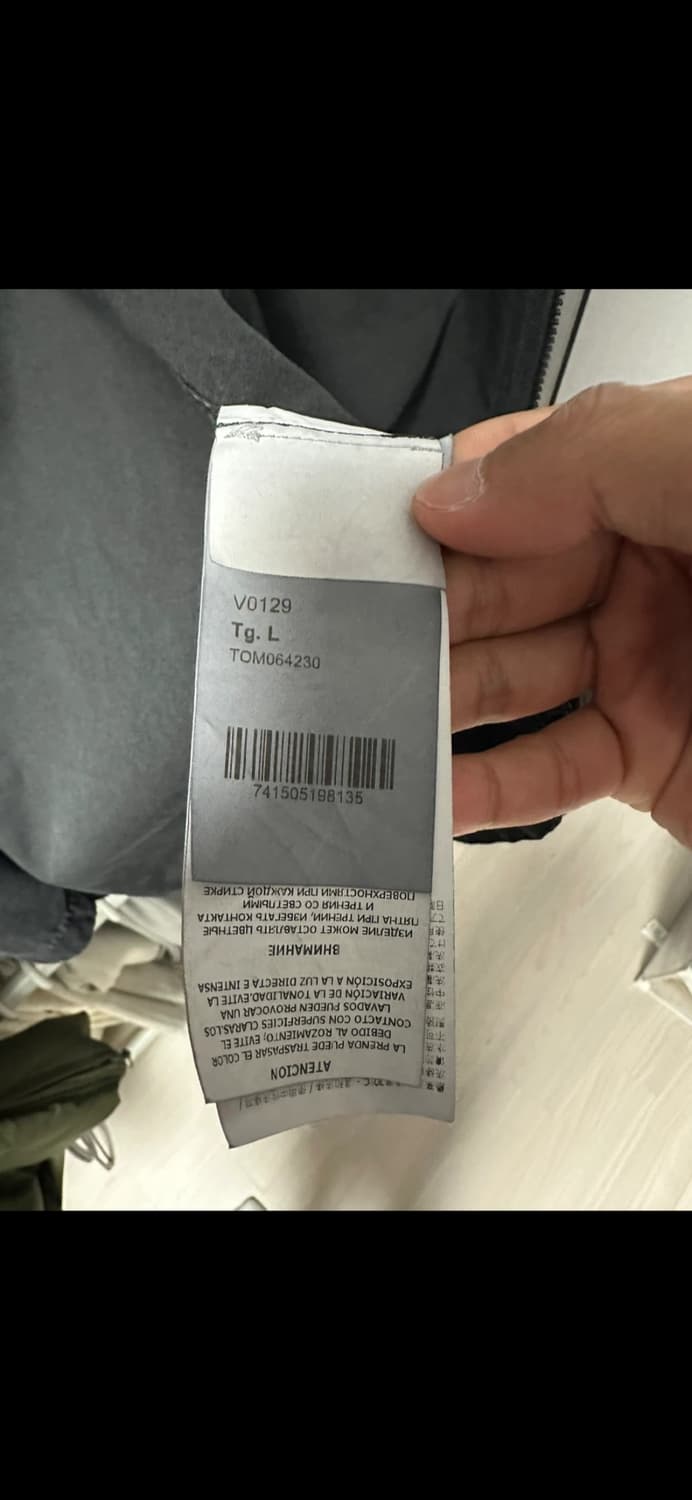 V0129
Tg. L
TOM064230
741505198135
ATENCION
LA PRENDA PUEDE TRASPASAR EL COLOR
DEBIDO AL ROZAMIENTO; EVITE EL
CONTACTO CON SUPERFICIES CLARAS.LOS
LAVADOS PUEDEN PROVOCAR UNA
VARIACIÓN DE LA TONALIDAD.EVITE LA
EXPOSICIÓN A LA LUZ DIRECTA E INTENSA
ВНИМАНИЕ
ИЗДЕЛИЕ МОЖЕТ ОСТАВЛЯТЬ ЦВЕТНЫЕ
ПЯТНА ПРИ ТРЕНИИ, ИЗБЕГАТЬ КОНТАКТА
И ТРЕНИЯ СО СВЕТЛЫМИ
ПОВЕРХНОСТЯМИ ПРИ КАЖДОЙ СТИРКЕ